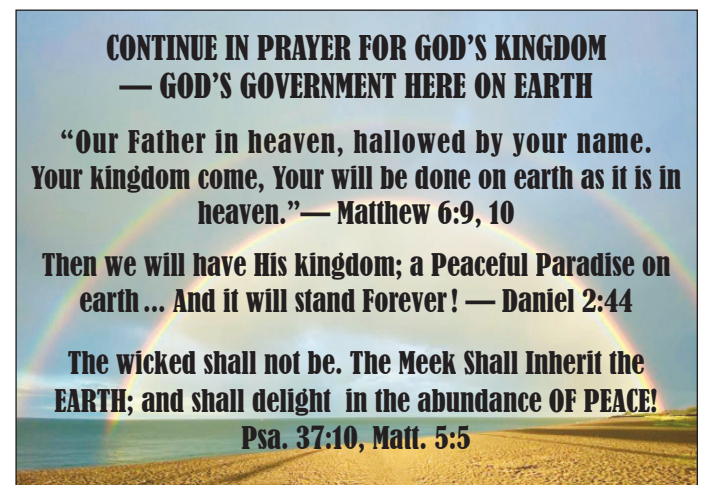 CONTINUE IN PRAYER FOR GOD’S KINGDOM
— GOD’S GOVERNMENT HERE ON EARTH
“Our Father in heaven, hallowed by your name.
Your kingdom come, Your will be done on earth as it is in
heaven.”— Matthew 6:9, 10
Then we will have His kingdom; a Peaceful Paradise on
earth... And it will stand Forever! — Daniel 2:44
The wicked shall not be. The Meek Shall Inherit the
EARTH; and shall delight in the abundance OF PEACE!
Psa. 37:10, Matt. 5:5